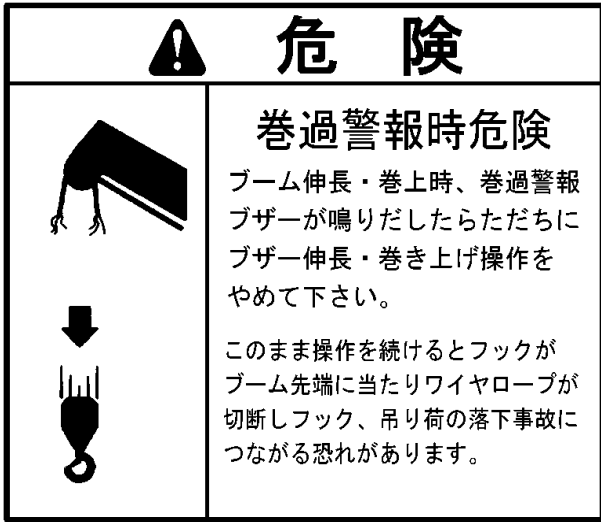 危 険
巻過警報時危険
ブーム伸長・巻上時、巻過警報
ブザーが鳴りだしたらただちに
ブザー伸長・巻き上げ操作を
やめて下さい。
このまま操作を続けるとフックが
ブーム先端に当たりワイヤロープが
切断しフック、吊り荷の落下事故に
つながる恐れがあります。